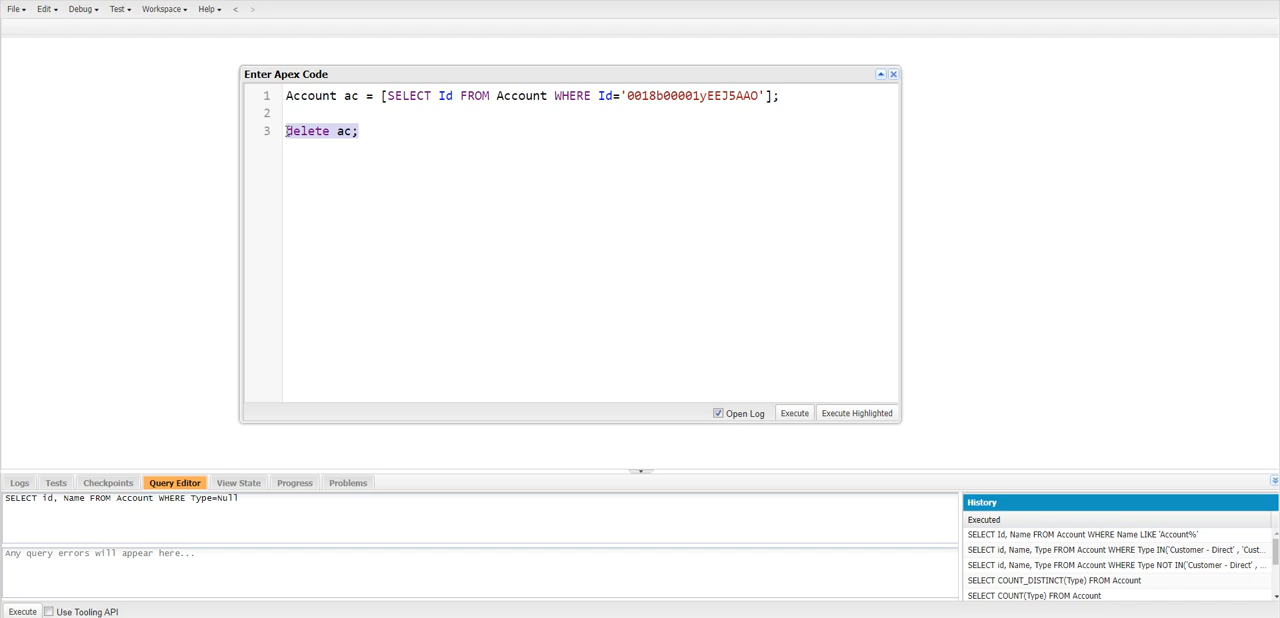 File Edit Debug Test Workspace Help < >
Enter Apex Code
1 Account ac = [SELECT Id FROM Account WHERE Id='0018b00001yEEJ5AAO'];
2
3 delete ac;
Open Log Execute Execute Highlighted
Logs Tests Checkpoints Query Editor View State Progress Problems
SELECT id, Name FROM Account WHERE Type=Null
Any query errors will appear here...
History
Executed
SELECT Id, Name FROM Account WHERE Name LIKE 'Account%'
SELECT id, Name, Type FROM Account WHERE Type IN('Customer - Direct' , 'Cust...
SELECT id, Name, Type FROM Account WHERE Type NOT IN('Customer - Direct' , ...
SELECT COUNT_DISTINCT(Type) FROM Account
SELECT COUNT(Type) FROM Account
Execute Use Tooling API